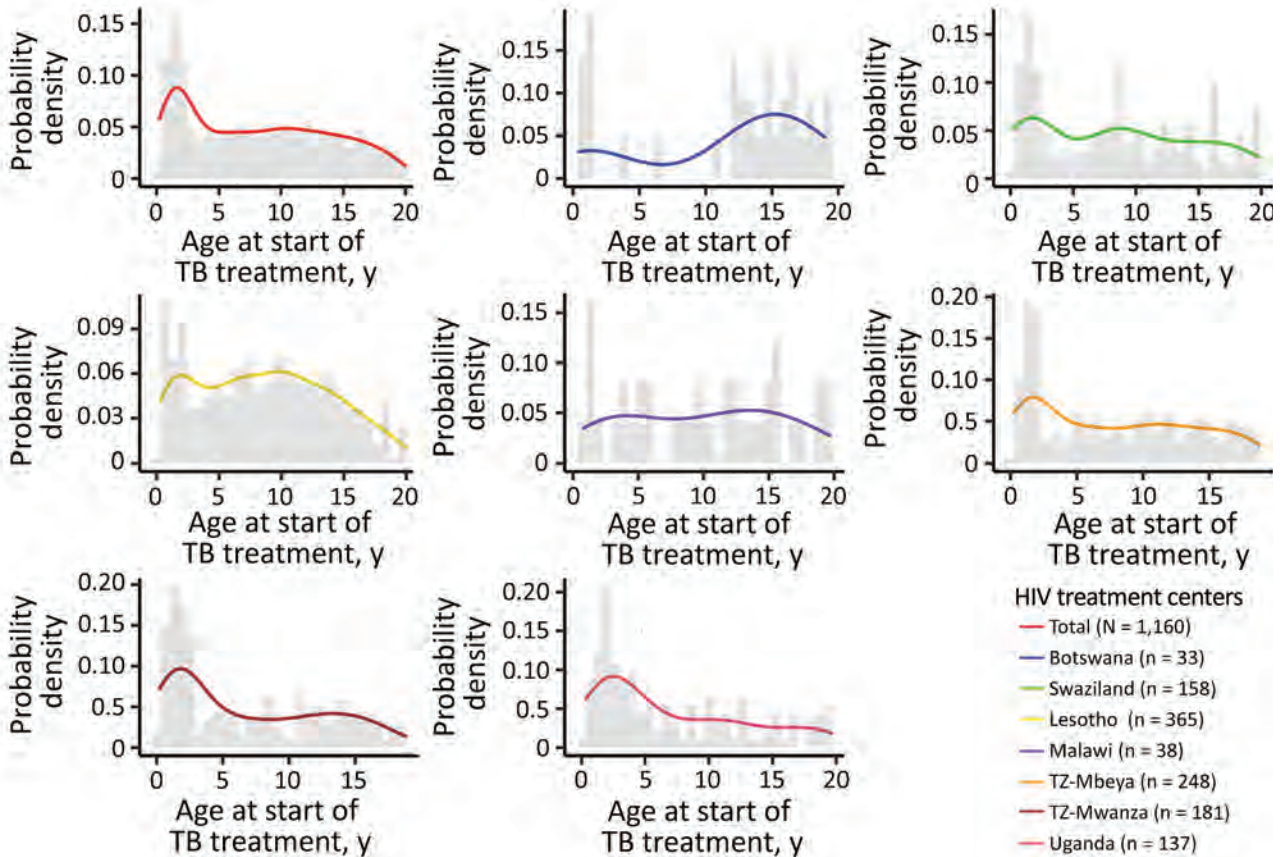 0.15
0.10
0.05
0
Probability
density
0 5 10 15 20
Age at start of
TB treatment, y
0.15
0.10
0.05
0
Probability
density
0 5 10 15 20
Age at start of
TB treatment, y
0.15
0.10
0.05
0
Probability
density
0 5 10 15 20
Age at start of
TB treatment, y
0.09
0.06
0.03
0
Probability
density
0 5 10 15 20
Age at start of
TB treatment, y
0.15
0.10
0.05
0
Probability
density
0 5 10 15 20
Age at start of
TB treatment, y
0.20
0.15
0.10
0.5
0
Probability
density
0 5 10 15
Age at start of
TB treatment, y
0.20
0.15
0.10
0.5
0
Probability
density
0 5 10 15
Age at start of
TB treatment, y
0.20
0.15
0.10
0.5
0
Probability
density
0 5 10 15 20
Age at start of
TB treatment, y
HIV treatment centers
Total (N = 1,160)
Botswana (n = 33)
Swaziland (n = 158)
Lesotho (n = 365)
Malawi (n = 38)
TZ-Mbeya (n = 248)
TZ-Mwanza (n = 181)
Uganda (n = 137)